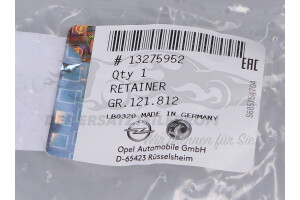 # 13275952
Qty 1
RETAINER
GR.121.812
LB0320 MADE IN GERMANY
EAC
Opel Automobile GmbH
D-65423 Rüsselsheim